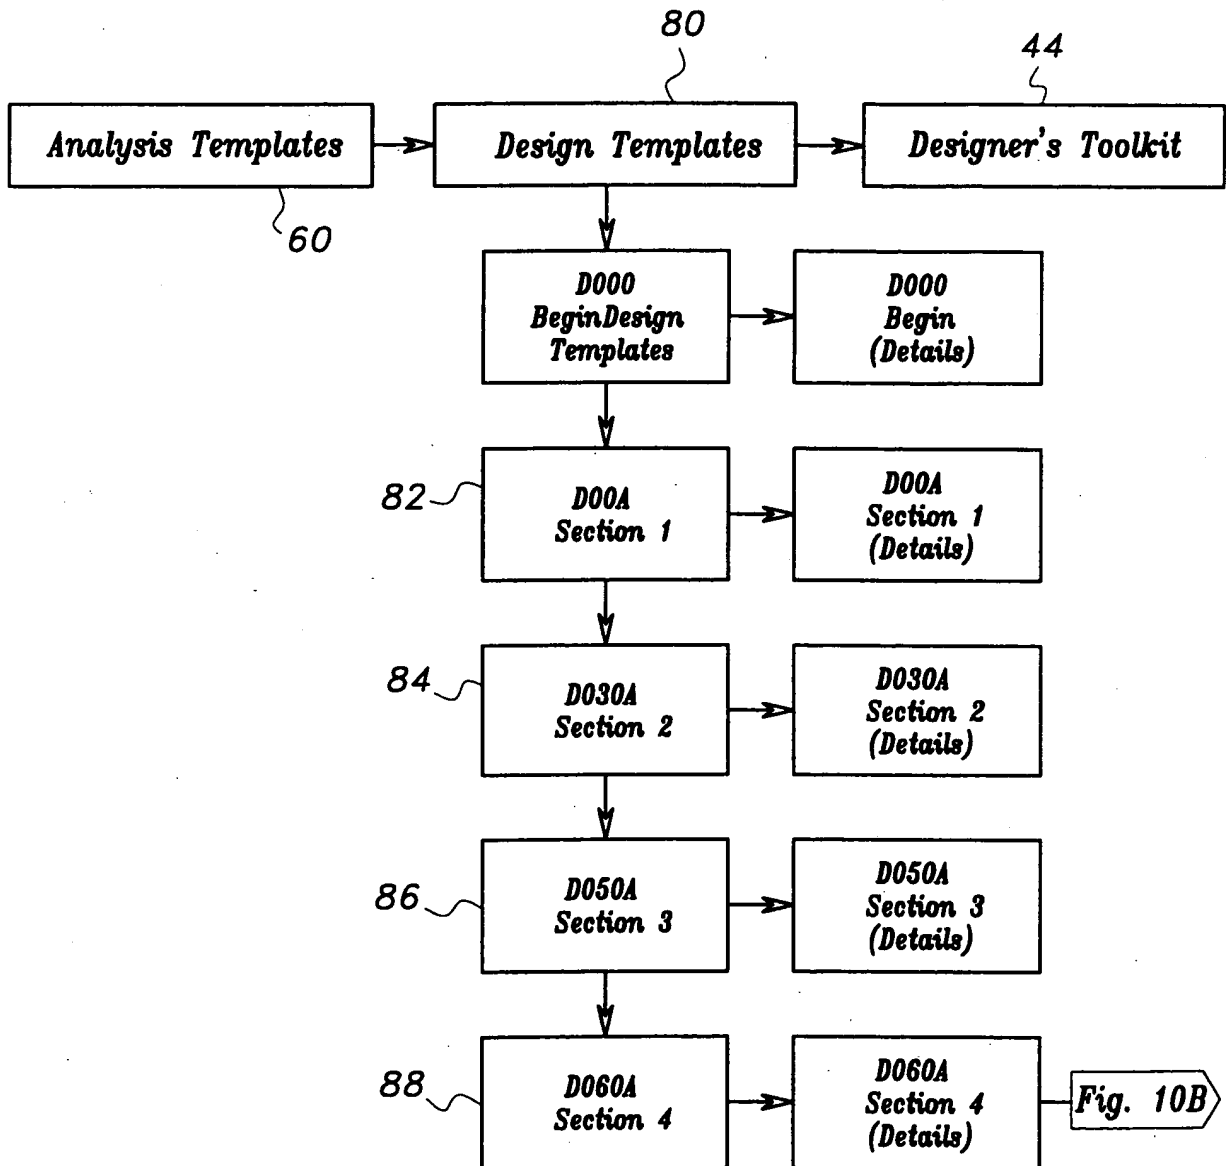 80
44
Analysis Templates
Design Templates
Designer's Toolkit
60
D000
BeginDesign
Templates
D000
Begin
(Details)
82
D00A
Section 1
D00A
Section 1
(Details)
84
D030A
Section 2
D030A
Section 2
(Details)
86
D050A
Section 3
D050A
Section 3
(Details)
88
D060A
Section 4
D060A
Section 4
(Details)
Fig. 10B